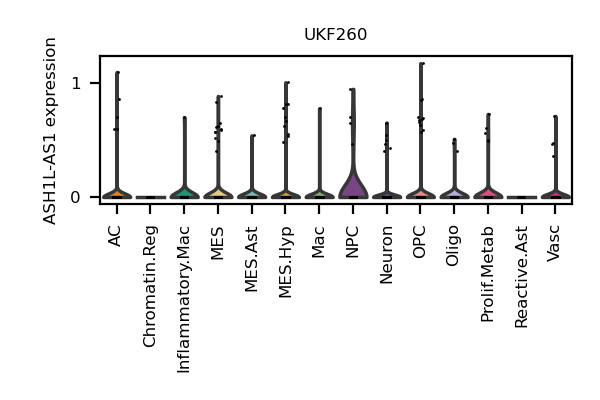 UKF260
ASH1L-AS1 expression
1
0
AC
Chromatin.Reg
Inflammatory.Mac
MES
MES.Ast
MES.Hyp
Mac
NPC
Neuron
OPC
Oligo
Prolif.Metab
Reactive.Ast
Vasc